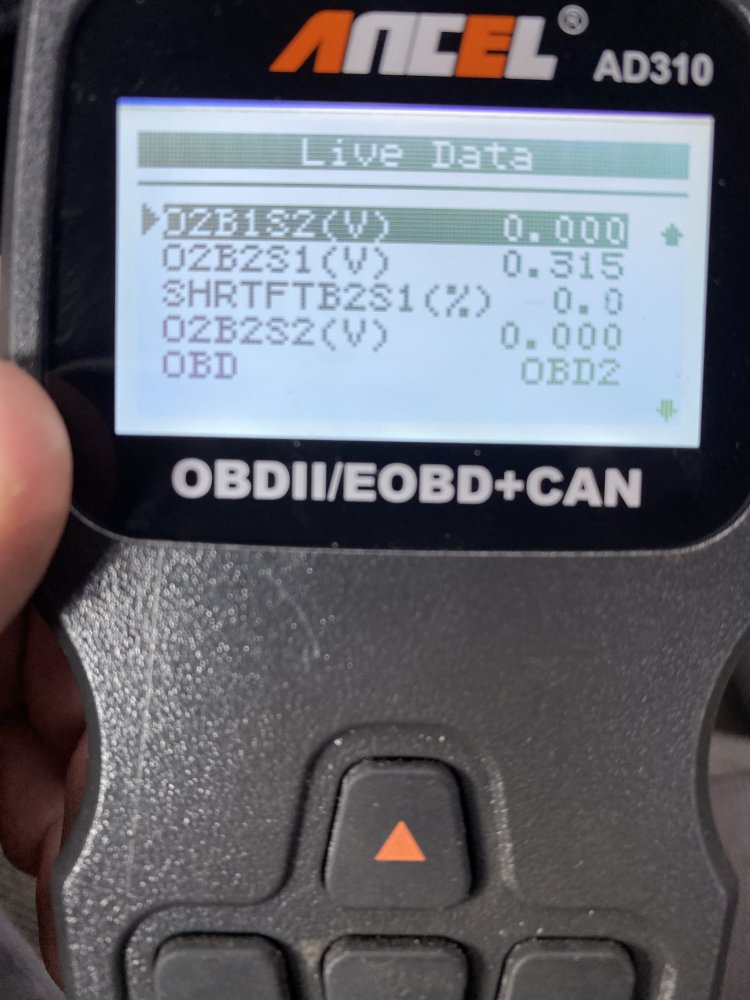 ANCEL®
AD310
Live Data
O2B1S2(V) 0.000
O2B2S1(V) 0.315
SHRTFTB2S1(%) 0.0
O2B2S2(V) 0.000
OBD OBD2
OBDII/EOBD+CAN